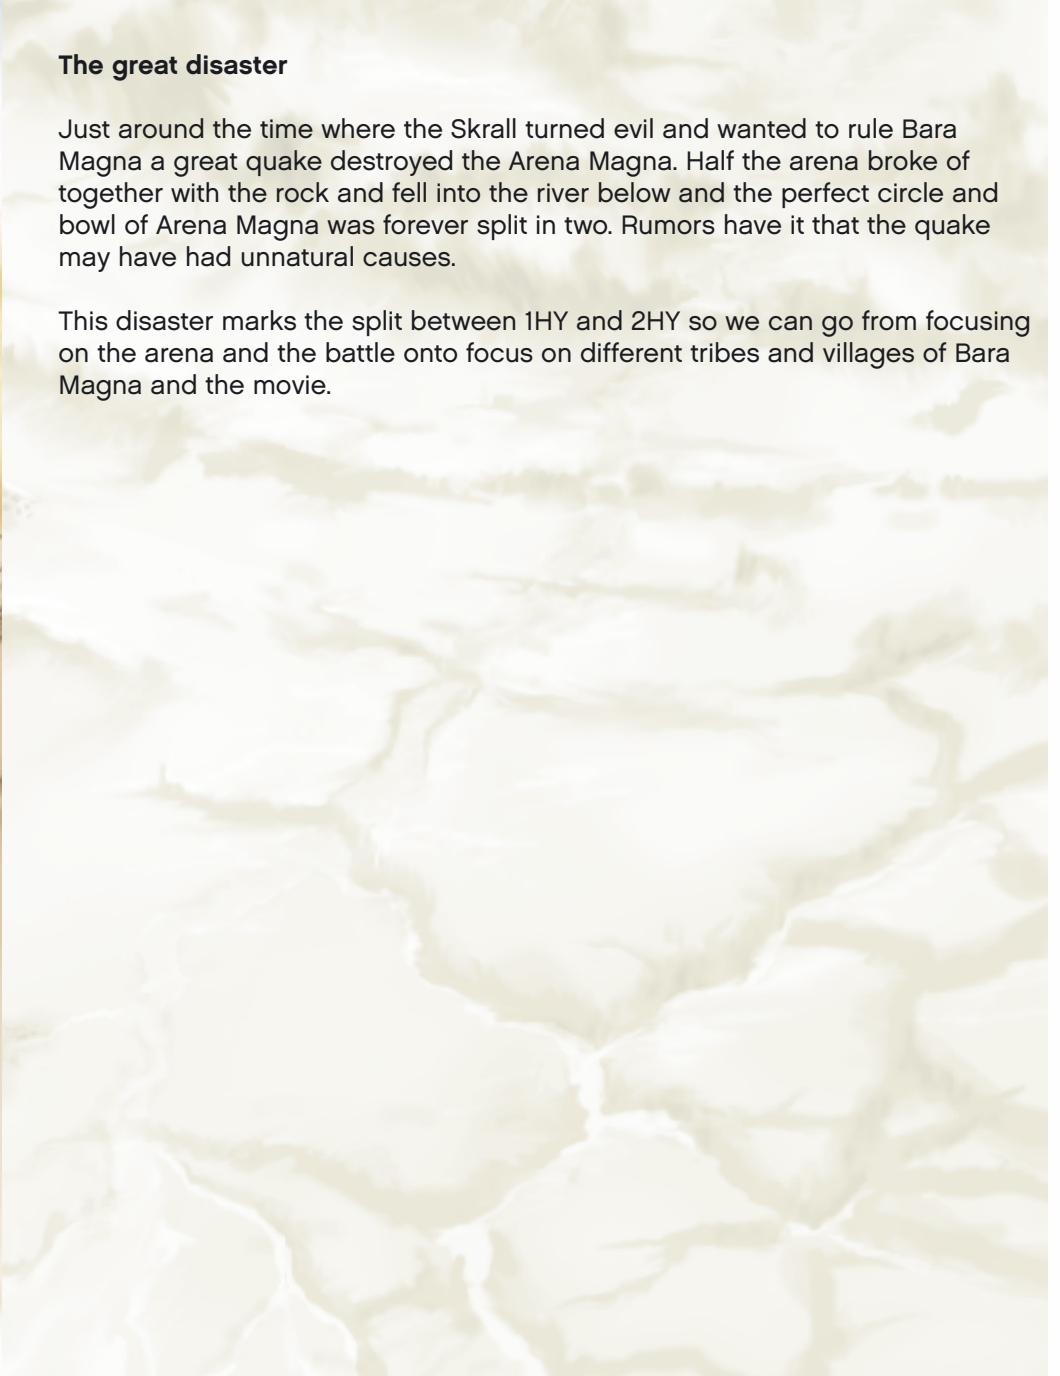 The great disaster
Just around the time where the Skrall turned evil and wanted to rule Bara
Magna a great quake destroyed the Arena Magna. Half the arena broke of
together with the rock and fell into the river below and the perfect circle and
bowl of Arena Magna was forever split in two. Rumors have it that the quake
may have had unnatural causes.
This disaster marks the split between 1HY and 2HY so we can go from focusing
on the arena and the battle onto focus on different tribes and villages of Bara
Magna and the movie.